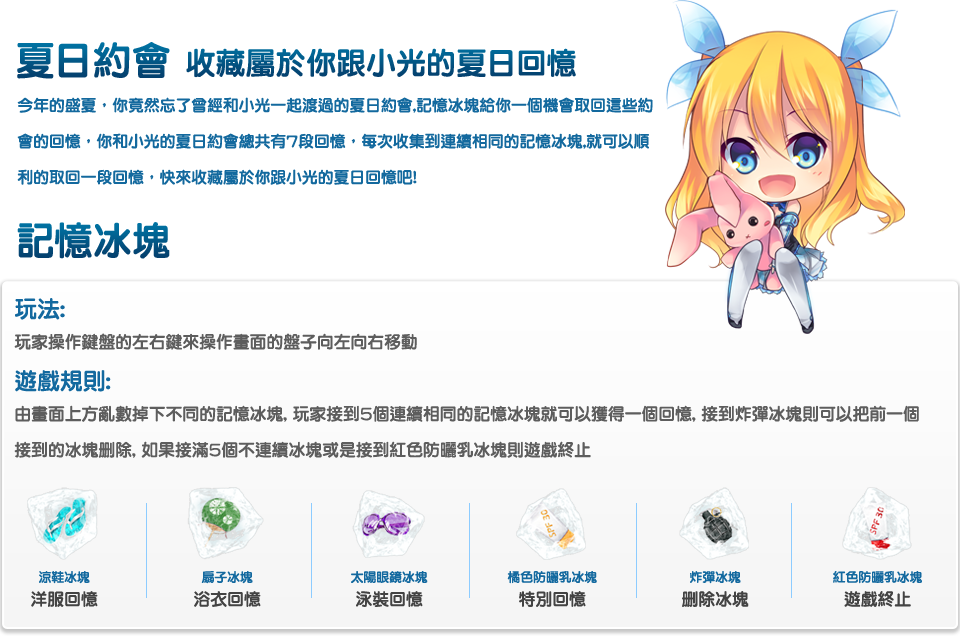 夏日約會 收藏屬於你跟小光的夏日回憶
今年的盛夏，你竟然忘了曾經和小光一起渡過的夏日約會,記憶冰塊給你一個機會取回這些約
會的回憶，你和小光的夏日約會總共有7段回憶，每次收集到連續相同的記憶冰塊,就可以順
利的取回一段回憶，快來收藏屬於你跟小光的夏日回憶吧!
記憶冰塊
玩法:
玩家操作鍵盤的左右鍵來操作畫面的盤子向左向右移動
遊戲規則:
由畫面上方亂數掉下不同的記憶冰塊, 玩家接到5個連續相同的記憶冰塊就可以獲得一個回憶, 接到炸彈冰塊則可以把前一個
接到的冰塊刪除, 如果接滿5個不連續冰塊或是接到紅色防曬乳冰塊則遊戲終止
SPF 30
SPF 30
涼鞋冰塊
扇子冰塊
太陽眼鏡冰塊
橘色防曬乳冰塊
炸彈冰塊
紅色防曬乳冰塊
洋服回憶
浴衣回憶
泳裝回憶
特別回憶
刪除冰塊
遊戲終止